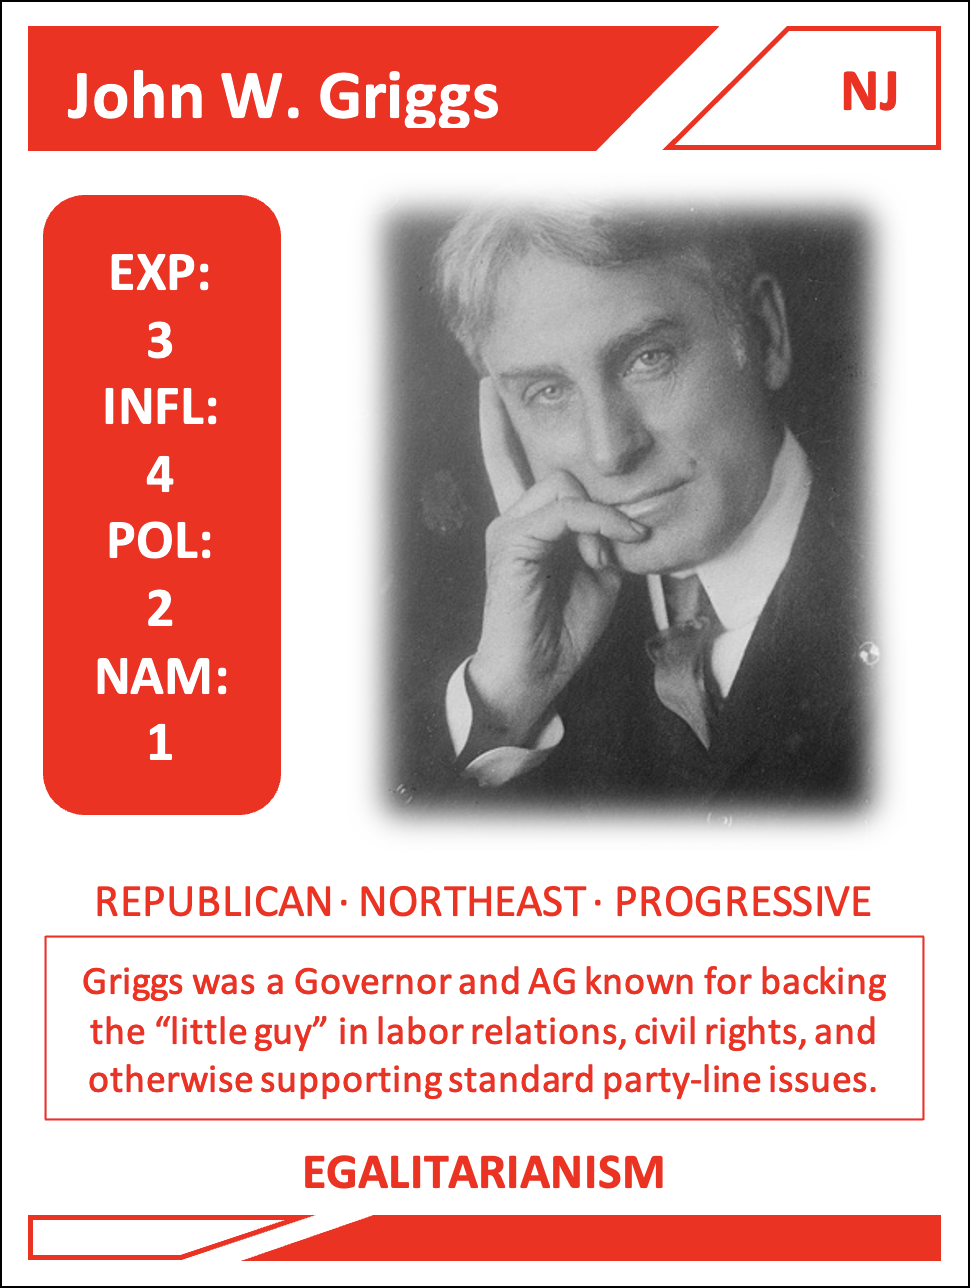 John W. Griggs
NJ
EXP:
3
INFL:
4
POL:
2
NAM:
1
REPUBLICAN · NORTHEAST · PROGRESSIVE
Griggs was a Governor and AG known for backing
the “little guy” in labor relations, civil rights, and
otherwise supporting standard party-line issues.
EGALITARIANISM